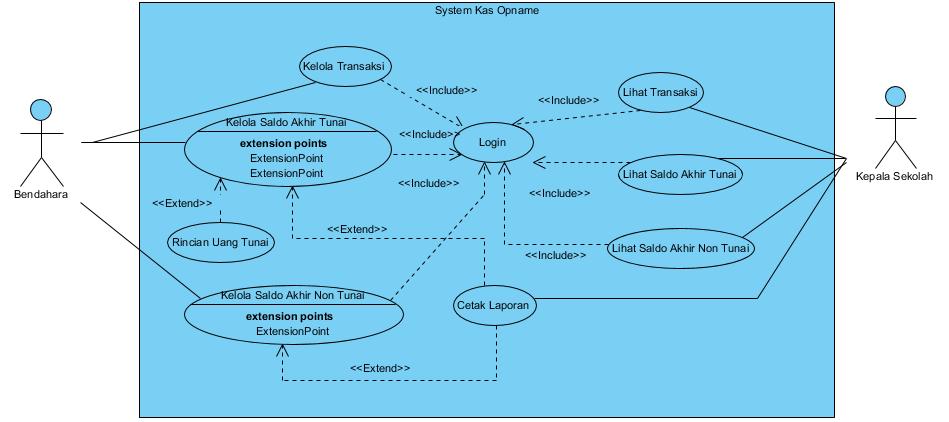 System Kas Opname
Kelola Transaksi
<<Include>>
<<Include>>
Lihat Transaksi
Kelola Saldo Akhir Tunai
<<Include>>
extension points
ExtensionPoint
ExtensionPoint
Login
Bendahara
Kepala Sekolah
Lihat Saldo Akhir Tunai
<<Include>>
<<Include>>
<<Extend>>
<<Extend>>
Rincian Uang Tunai
Lihat Saldo Akhir Non Tunai
<<Include>>
Kelola Saldo Akhir Non Tunai
extension points
ExtensionPoint
Cetak Laporan
<<Extend>>